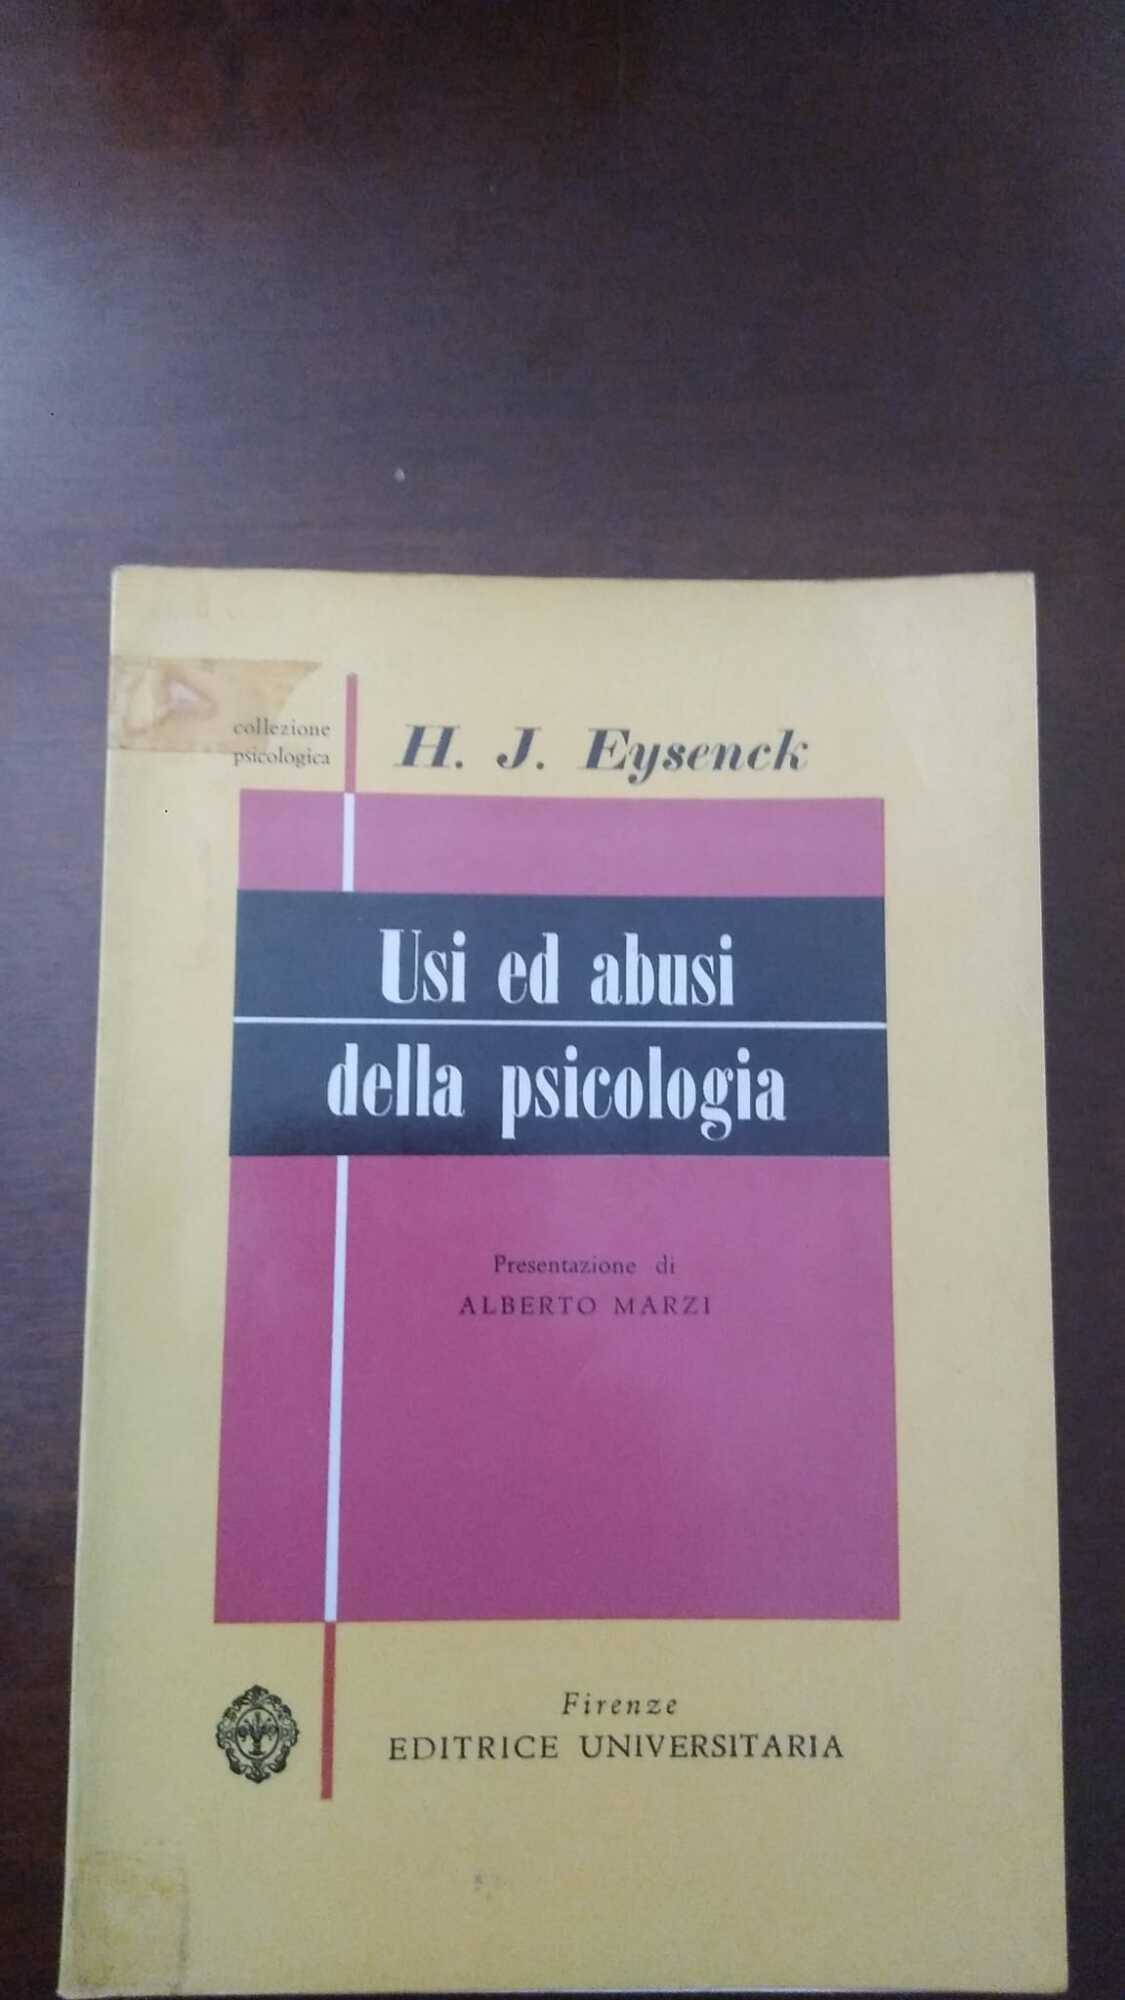 collezione
psicologica
H. J. Eysenck
Usi ed abusi
della psicologia
Presentazione di
ALBERTO MARZI
Firenze
EDITRICE UNIVERSITARIA